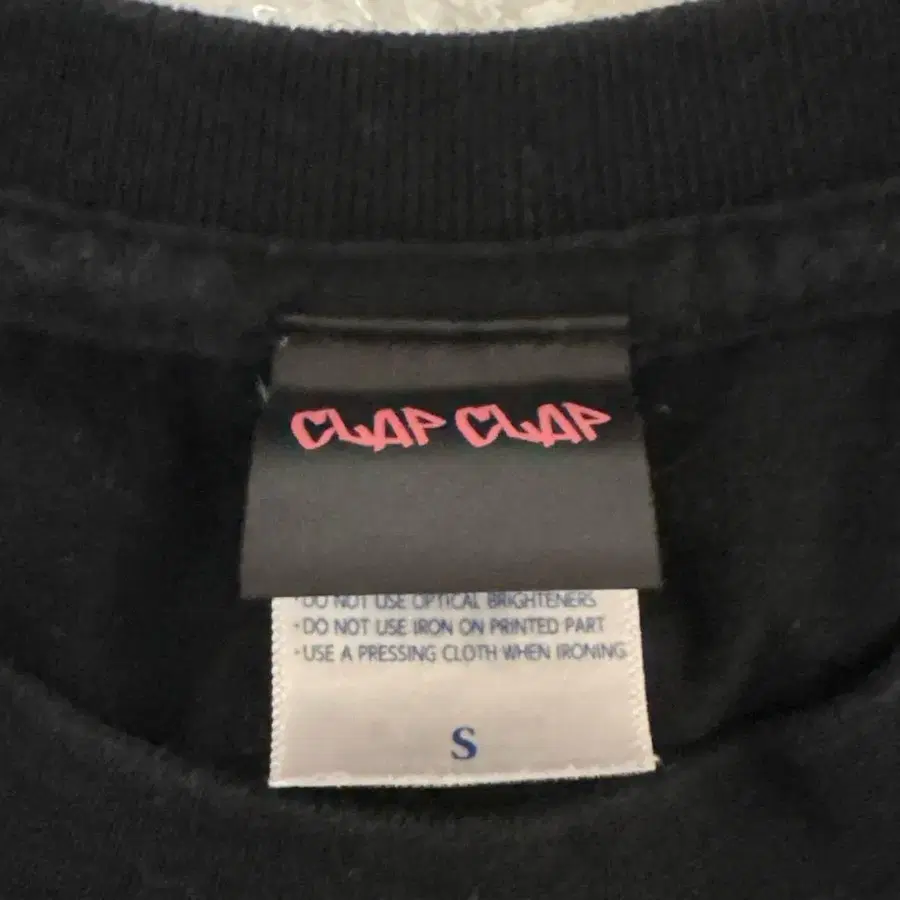 CLAP CLAP
•DO NOT USE OPTICAL BRIGHTENERS
•DO NOT USE IRON ON PRINTED PART
•USE A PRESSING CLOTH WHEN IRONING
S